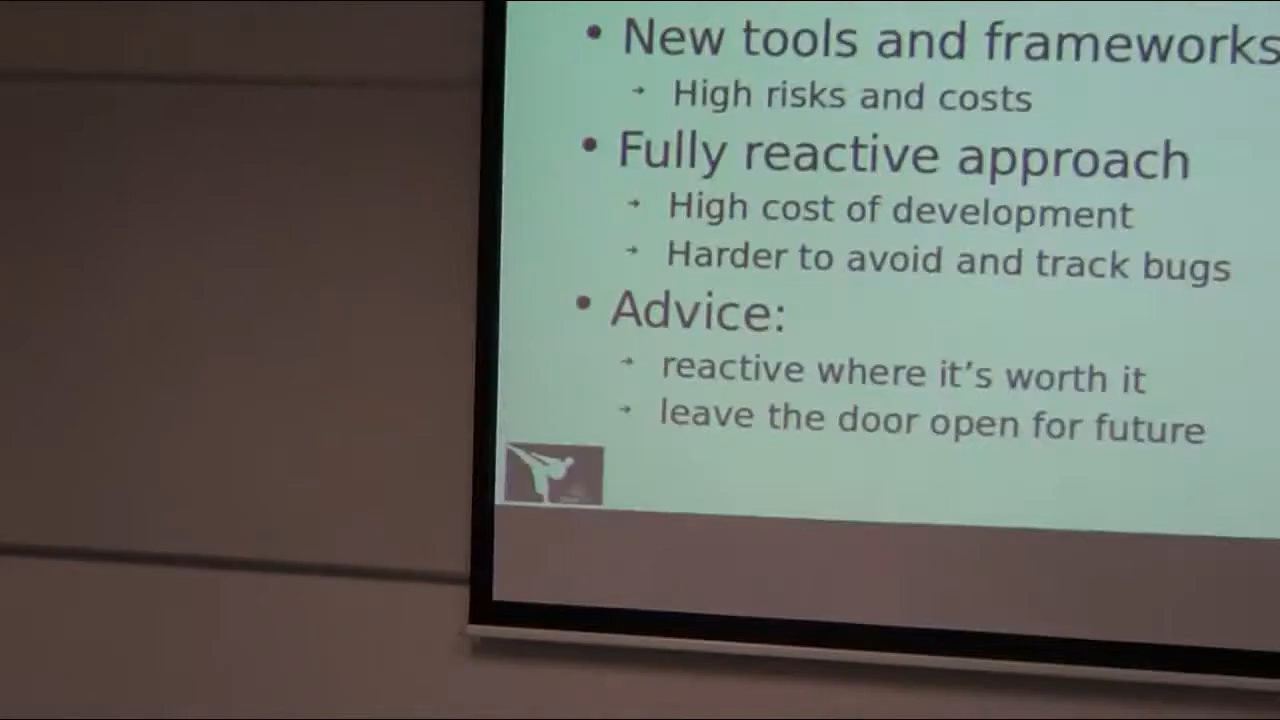 • New tools and frameworks
➔ High risks and costs
• Fully reactive approach
➔ High cost of development
➔ Harder to avoid and track bugs
• Advice:
➔ reactive where it’s worth it
➔ leave the door open for future